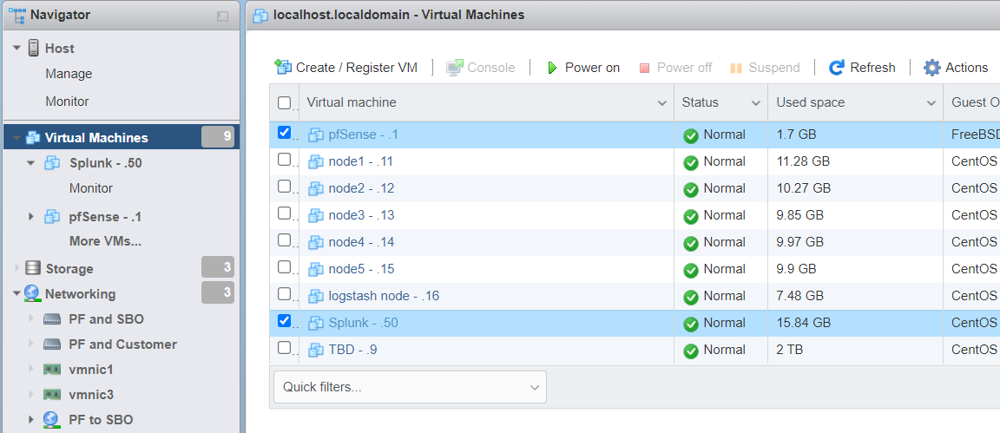 Navigator
Host
Manage
Monitor
Virtual Machines 9
Splunk - .50
Monitor
pfSense - .1
More VMs...
Storage 3
Networking 3
PF and SBO
PF and Customer
vmnic1
vmnic3
PF to SBO
localhost.localdomain - Virtual Machines
Create / Register VM Console Power on Power off Suspend Refresh Actions
Virtual machine Status Used space Guest O
pfSense - .1 Normal 1.7 GB FreeBSD
node1 - .11 Normal 11.28 GB CentOS
node2 - .12 Normal 10.27 GB CentOS
node3 - .13 Normal 9.85 GB CentOS
node4 - .14 Normal 9.97 GB CentOS
node5 - .15 Normal 9.9 GB CentOS
logstash node - .16 Normal 7.48 GB CentOS
Splunk - .50 Normal 15.84 GB CentOS
TBD - .9 Normal 2 TB CentOS
Quick filters...